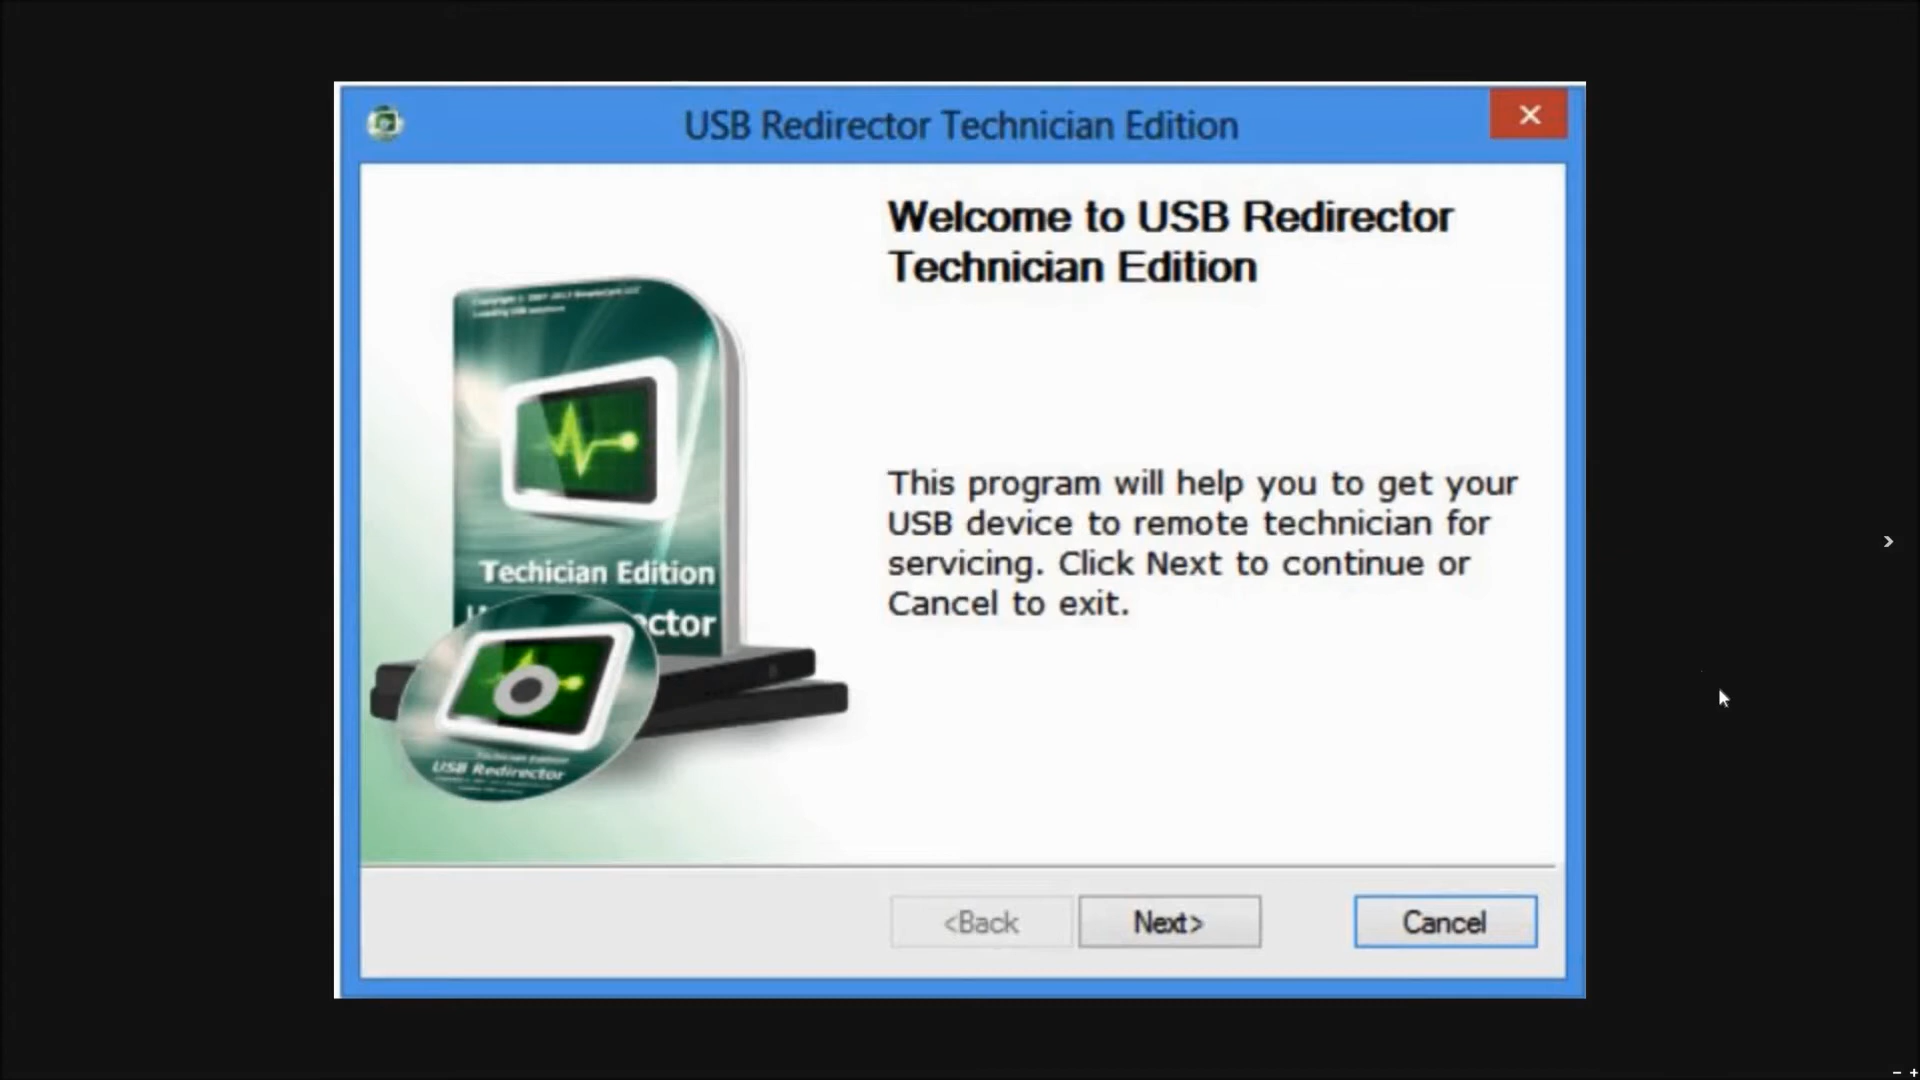 USB Redirector Technician Edition
Welcome to USB Redirector
Technician Edition
This program will help you to get your
USB device to remote technician for
servicing. Click Next to continue or
Cancel to exit.
Techician Edition
ector
USB Redirector
<Back
Next>
Cancel